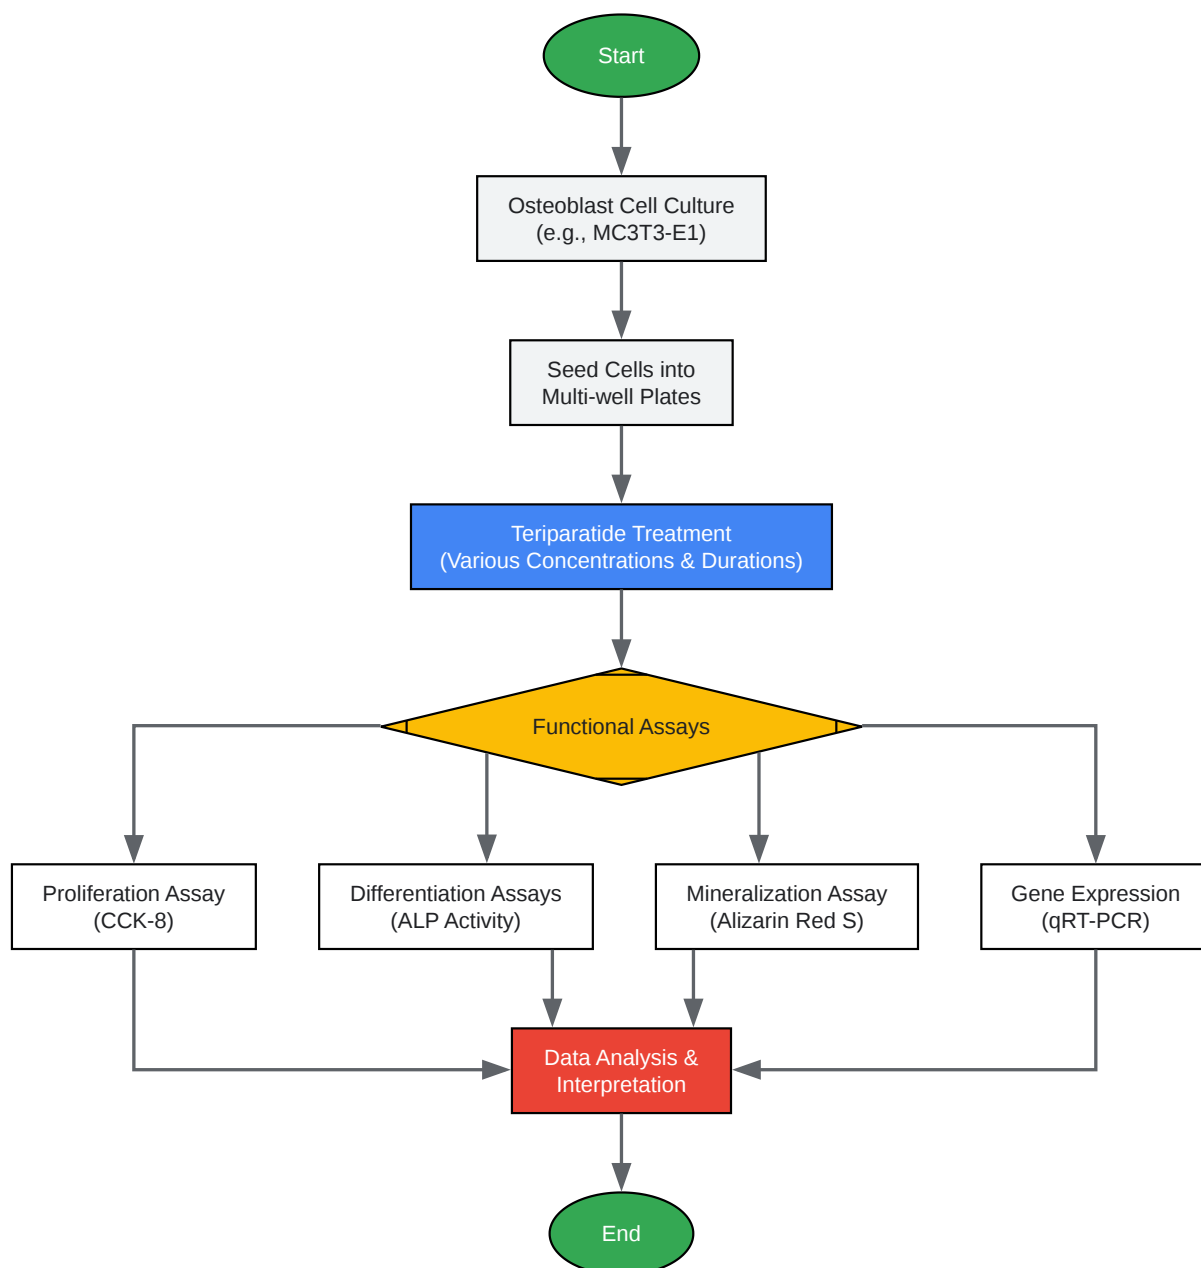 Start
Osteoblast Cell Culture
(e.g., MC3T3-E1)
Seed Cells into
Multi-well Plates
Teriparatide Treatment
(Various Concentrations & Durations)
Functional Assays
Proliferation Assay
(CCK-8)
Differentiation Assays
(ALP Activity)
Mineralization Assay
(Alizarin Red S)
Gene Expression
(qRT-PCR)
Data Analysis &
Interpretation
End